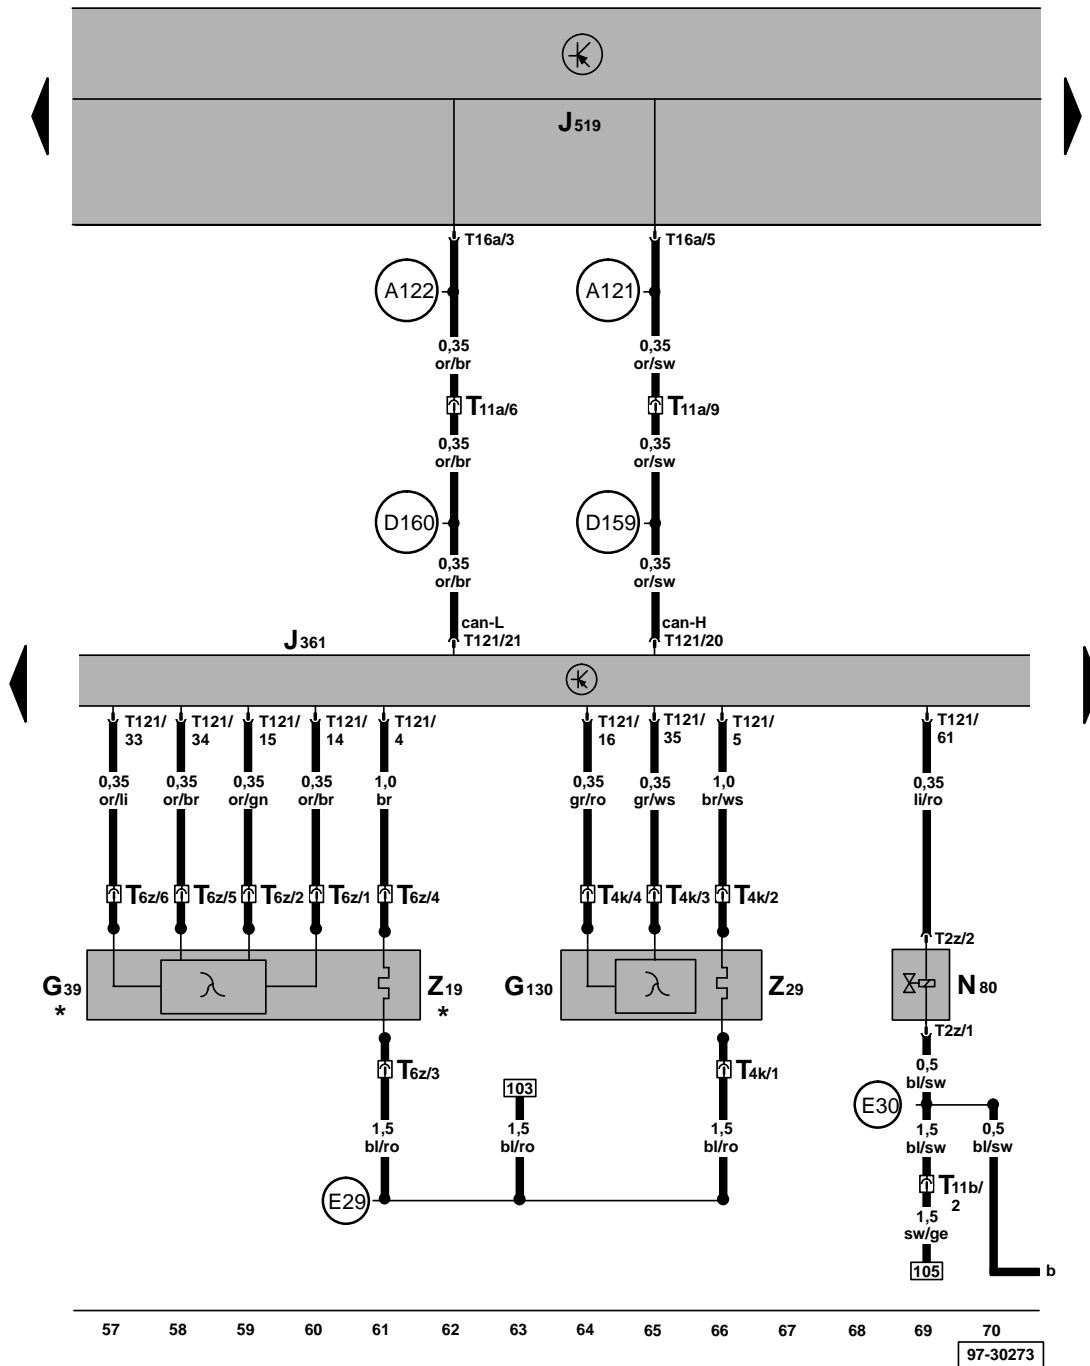 J519
T16a/3
T16a/5
A122
A121
0,35
or/br
0,35
or/sw
T11a/6
T11a/9
0,35
or/br
0,35
or/sw
D160
D159
0,35
or/br
0,35
or/sw
can-L
T121/21
can-H
T121/20
J361
T121/
33
T121/
34
T121/
15
T121/
14
T121/
4
T121/
16
T121/
35
T121/
5
T121/
61
0,35
or/li
0,35
or/br
0,35
or/gn
0,35
or/br
1,0
br
0,35
gr/ro
0,35
gr/ws
1,0
br/ws
0,35
li/ro
T6z/6
T6z/5
T6z/2
T6z/1
T6z/4
T4k/4
T4k/3
T4k/2
T2z/2
G39
*
Z19
*
G130
Z29
N80
T2z/1
T6z/3
T4k/1
103
0,5
bl/sw
E30
1,5
bl/ro
1,5
bl/ro
1,5
bl/ro
1,5
bl/sw
0,5
bl/sw
E29
T11b/
2
1,5
sw/ge
105
b
57 58 59 60 61 62 63 64 65 66 67 68 69 70
97-30273